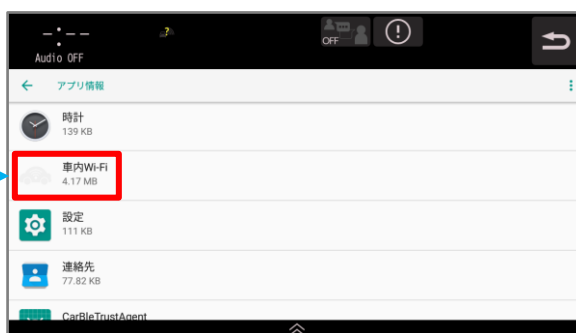 -:--
Audio OFF
?
OFF
!
アプリ情報
時計
139 KB
車内Wi-Fi
4.17 MB
設定
111 KB
連絡先
77.82 KB
CarBleTrustAgent